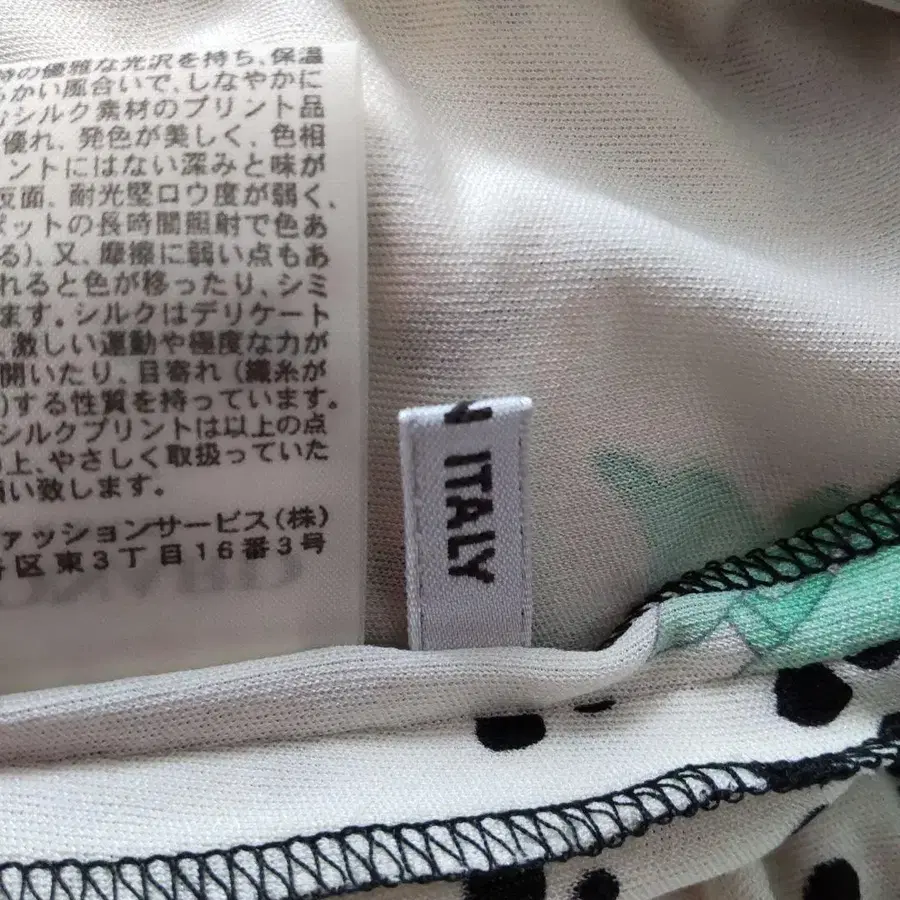 の優雅な光沢を持ち、保温
かい風合いで、しなやかに
シルク素材のプリント品
優れ、発色が美しく、色相
ントにはない深みと味が
反面、耐光堅ロウ度が弱く、
ポットの長時間照射で色あ
る)、又、摩擦に弱い点もあ
れると色が移ったり、シミ
ます。シルクはデリケート
、激しい運動や極度な力が
開いたり、目寄れ(織糸が
)する性質を持っています。
シルクプリントは以上の点
上、やさしく取扱っていた
い致します。
ァッションサービス(株)
区東3丁目16番3号
N ITALY